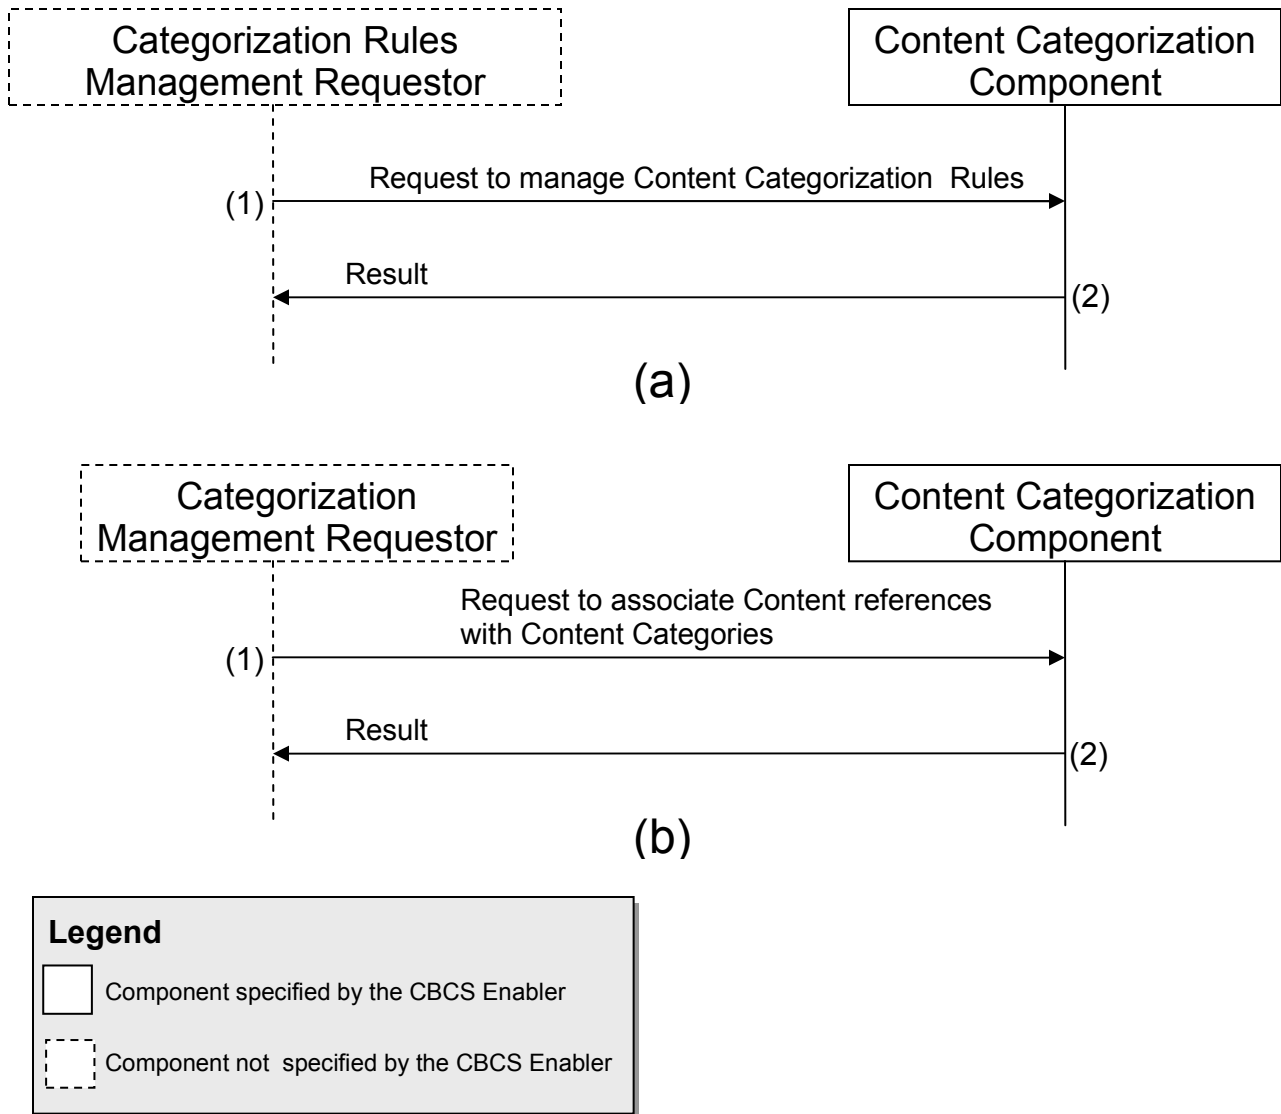 Categorization Rules
Management Requestor
Content Categorization
Component
Request to manage Content Categorization  Rules
(1)
Result
(2)
(a)
Categorization
Management Requestor
Content Categorization
Component
Request to associate Content references
with Content Categories
(1)
Result
(2)
(b)
Legend
Component specified by the CBCS Enabler
Component not  specified by the CBCS Enabler